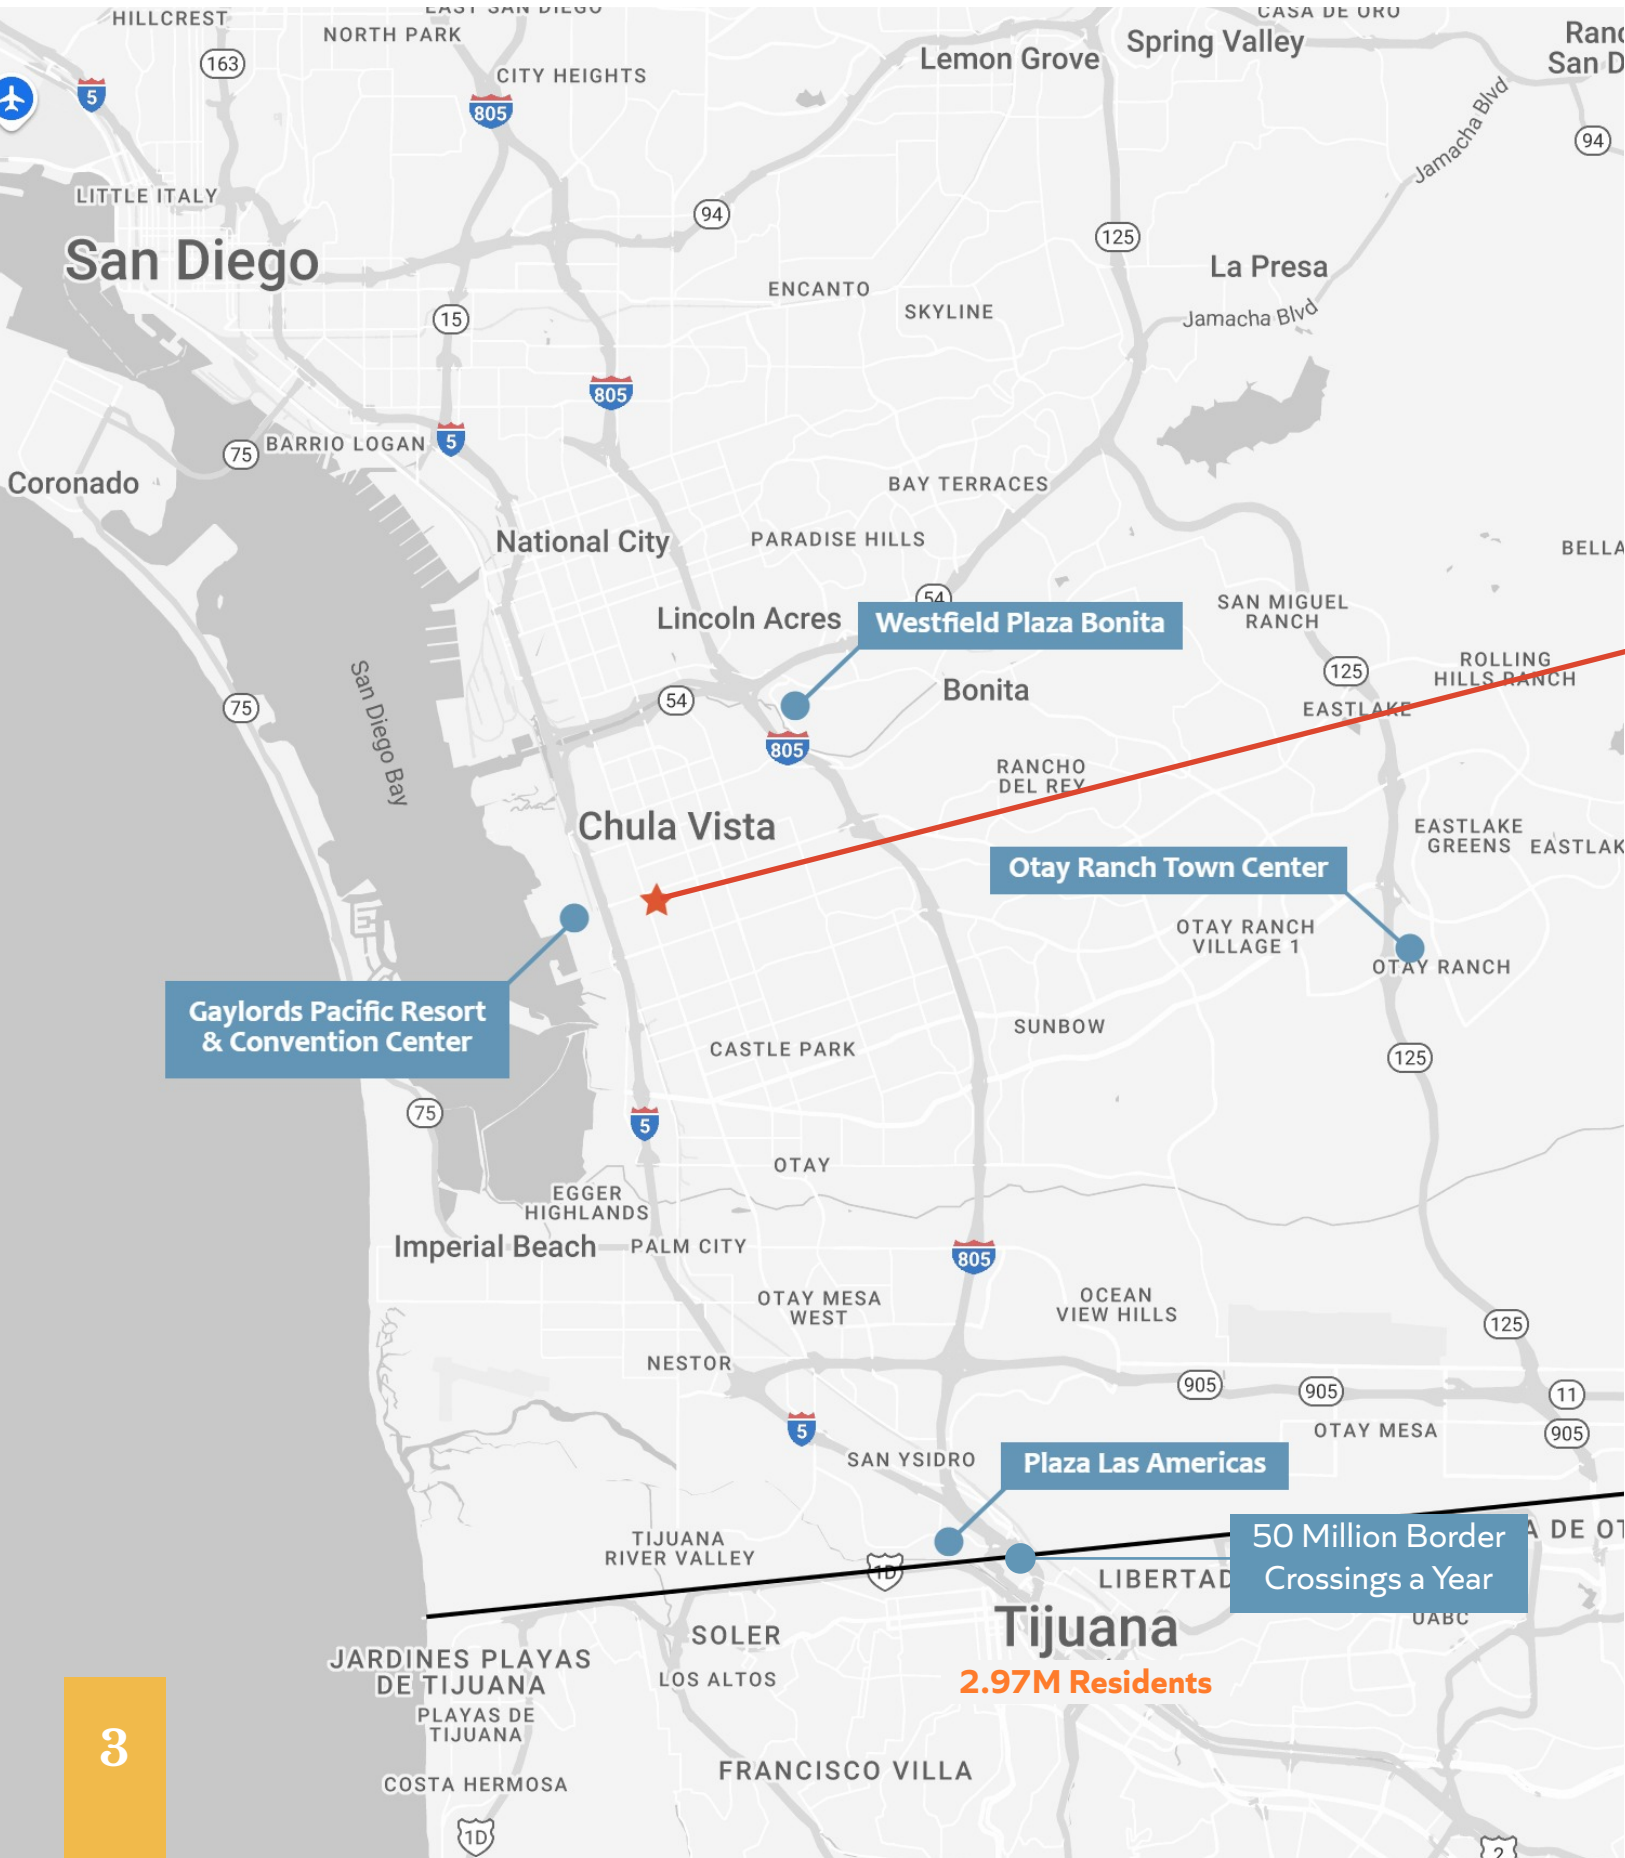 HILLCREST
EAST SAN DIEGO
NORTH PARK
CASA DE ORO
Spring Valley
Lemon Grove
163
5
CITY HEIGHTS
805
Jamacha Blvd
94
LITTLE ITALY
94
San Diego
125
La Presa
ENCANTO
SKYLINE
Jamacha Blvd
15
805
5
BARRIO LOGAN
75
Coronado
BAY TERRACES
National City
PARADISE HILLS
54
Lincoln Acres
Westfield Plaza Bonita
SAN MIGUEL
RANCH
ROLLING
HILLS RANCH
125
San Diego Bay
75
54
Bonita
EASTLAKE
805
RANCHO
DEL REY
Chula Vista
EASTLAKE
GREENS
Otay Ranch Town Center
OTAY RANCH
VILLAGE 1
OTAY RANCH
Gaylords Pacific Resort
& Convention Center
SUNBOW
CASTLE PARK
125
75
5
OTAY
EGGER
HIGHLANDS
Imperial Beach
PALM CITY
805
OTAY MESA
WEST
OCEAN
VIEW HILLS
125
NESTOR
905
905
11
5
OTAY MESA
905
SAN YSIDRO
Plaza Las Americas
TIJUANA
RIVER VALLEY
1D
50 Million Border
Crossings a Year
LIBERTAD
UABC
Tijuana
2.97M Residents
SOLER
JARDINES PLAYAS
DE TIJUANA
LOS ALTOS
PLAYAS DE
TIJUANA
3
FRANCISCO VILLA
COSTA HERMOSA
1D
2